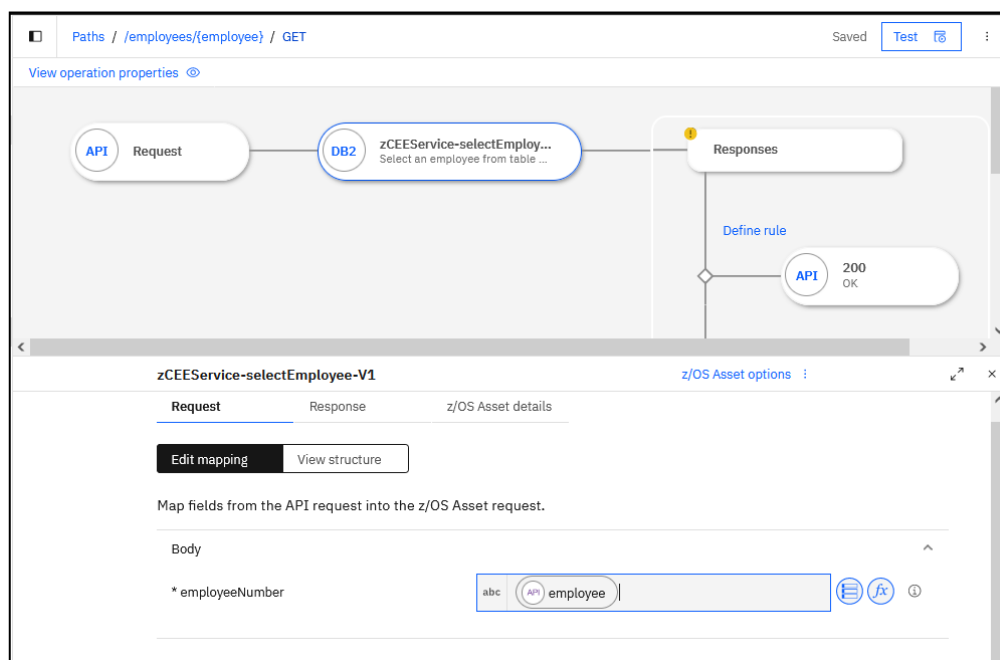 Paths / /employees/{employee} / GET
Saved
Test
View operation properties
API
Request
DB2
zCEEService-selectEmploy...
Select an employee from table ...
!
Responses
Define rule
API
200
OK
zCEEService-selectEmployee-V1
z/OS Asset options
Request
Response
z/OS Asset details
Edit mapping
View structure
Map fields from the API request into the z/OS Asset request.
Body
* employeeNumber
abc
API
employee
fx